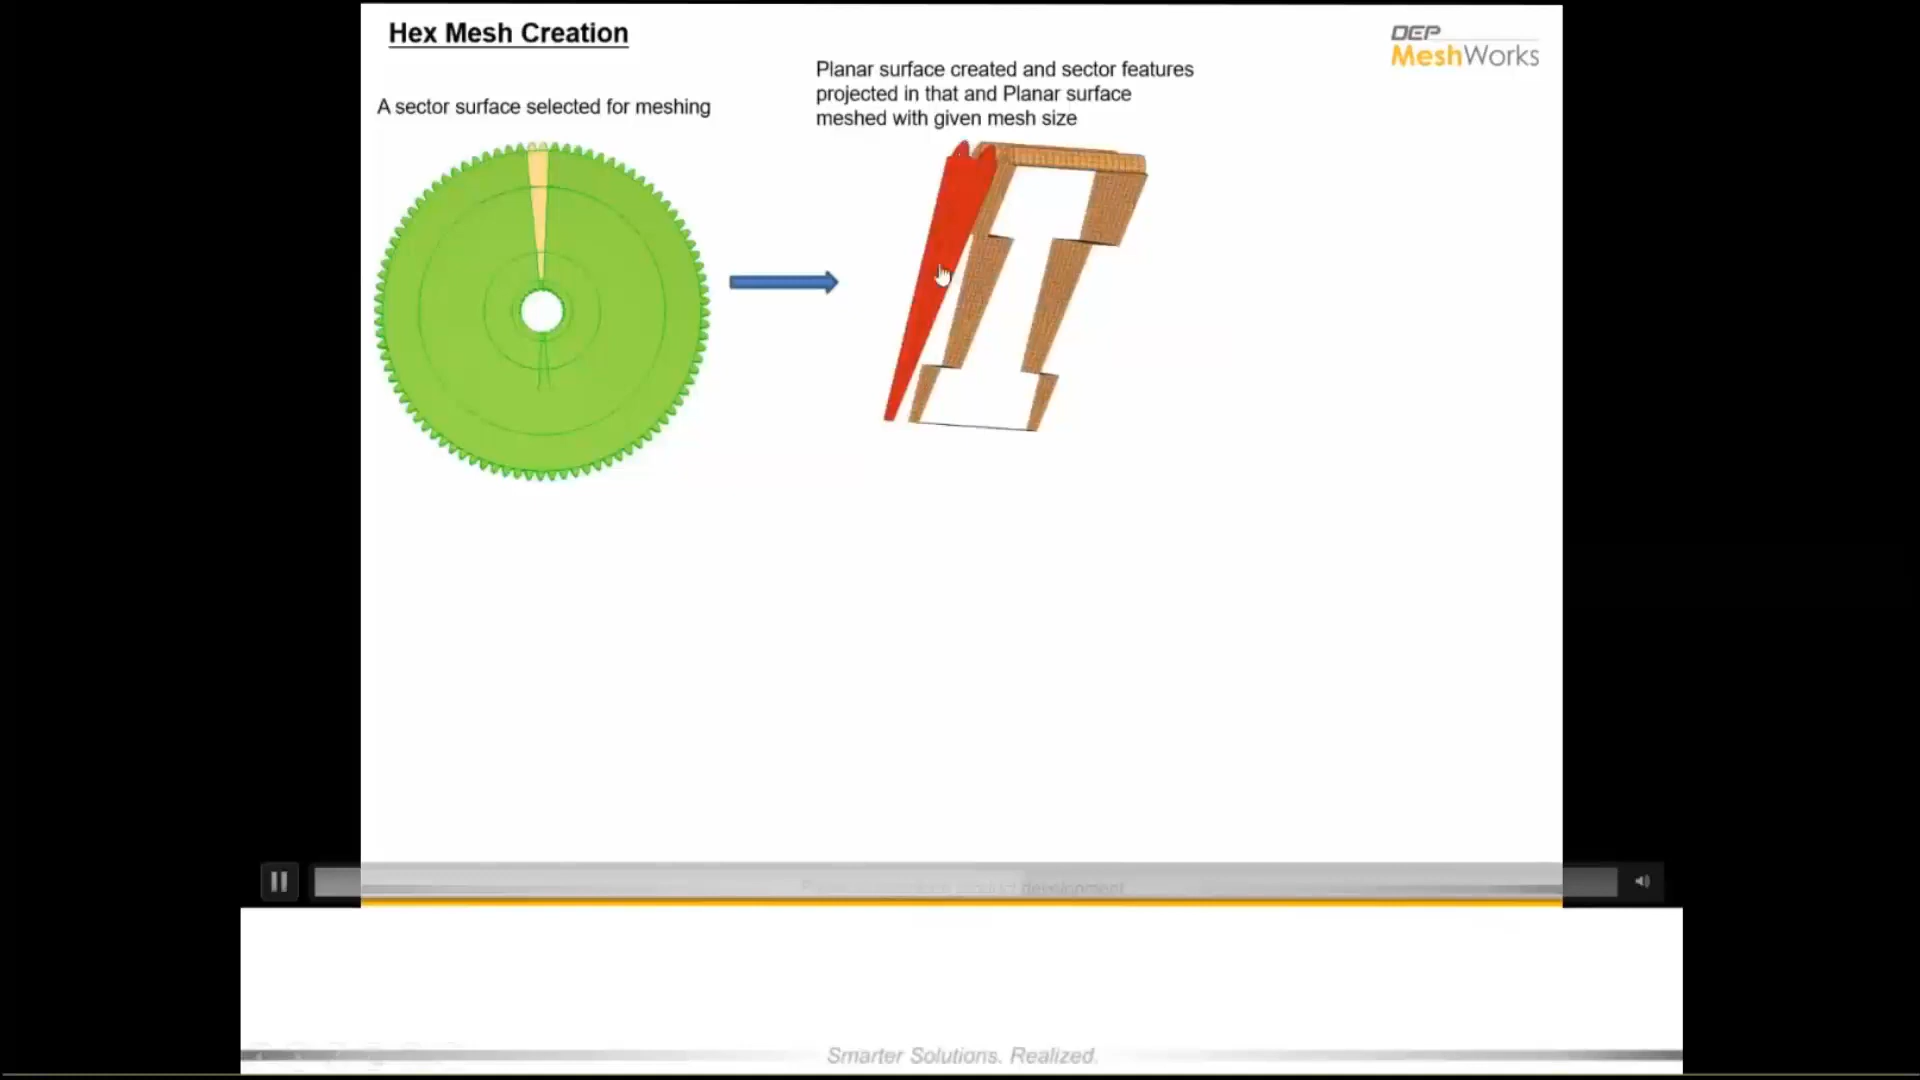 Hex Mesh Creation
DEP
MeshWorks
Planar surface created and sector features
projected in that and Planar surface
meshed with given mesh size
A sector surface selected for meshing
development
Smarter Solutions. Realized.